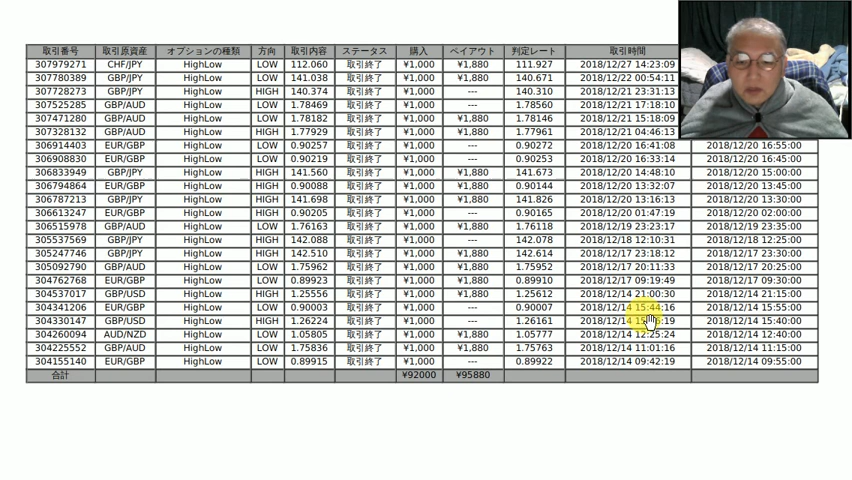 取引番号 取引原資産 オプションの種類 方向 取引内容 ステータス 購入 ペイアウト 判定レート 取引時間
307979271 CHF/JPY HighLow LOW 112.060 取引終了 ¥1,000 ¥1,880 111.927 2018/12/27 14:23:09
307780389 GBP/JPY HighLow LOW 141.038 取引終了 ¥1,000 ¥1,880 140.671 2018/12/22 00:54:11
307728273 GBP/JPY HighLow HIGH 140.374 取引終了 ¥1,000 --- 140.310 2018/12/21 23:31:13
307525285 GBP/AUD HighLow LOW 1.78469 取引終了 ¥1,000 --- 1.78560 2018/12/21 17:18:10
307471280 GBP/AUD HighLow LOW 1.78182 取引終了 ¥1,000 ¥1,880 1.78146 2018/12/21 15:18:09
307328132 GBP/AUD HighLow HIGH 1.77929 取引終了 ¥1,000 ¥1,880 1.77961 2018/12/21 04:46:13
306914403 EUR/GBP HighLow LOW 0.90257 取引終了 ¥1,000 --- 0.90272 2018/12/20 16:41:08 2018/12/20 16:55:00
306908830 EUR/GBP HighLow LOW 0.90219 取引終了 ¥1,000 --- 0.90253 2018/12/20 16:33:14 2018/12/20 16:45:00
306833949 GBP/JPY HighLow HIGH 141.560 取引終了 ¥1,000 ¥1,880 141.673 2018/12/20 14:48:10 2018/12/20 15:00:00
306794864 EUR/GBP HighLow HIGH 0.90088 取引終了 ¥1,000 ¥1,880 0.90144 2018/12/20 13:32:07 2018/12/20 13:45:00
306787213 GBP/JPY HighLow HIGH 141.698 取引終了 ¥1,000 ¥1,880 141.826 2018/12/20 13:16:13 2018/12/20 13:30:00
306613247 EUR/GBP HighLow HIGH 0.90205 取引終了 ¥1,000 --- 0.90165 2018/12/20 01:47:19 2018/12/20 02:00:00
306515978 GBP/AUD HighLow LOW 1.76163 取引終了 ¥1,000 ¥1,880 1.76118 2018/12/19 23:23:17 2018/12/19 23:35:00
305537569 GBP/JPY HighLow HIGH 142.088 取引終了 ¥1,000 --- 142.078 2018/12/18 12:10:31 2018/12/18 12:25:00
305247746 GBP/JPY HighLow HIGH 142.510 取引終了 ¥1,000 ¥1,880 142.614 2018/12/17 23:18:12 2018/12/17 23:30:00
305092790 GBP/AUD HighLow LOW 1.75962 取引終了 ¥1,000 ¥1,880 1.75952 2018/12/17 20:11:33 2018/12/17 20:25:00
304762768 EUR/GBP HighLow LOW 0.89923 取引終了 ¥1,000 ¥1,880 0.89910 2018/12/17 09:19:49 2018/12/17 09:30:00
304537017 GBP/USD HighLow HIGH 1.25556 取引終了 ¥1,000 ¥1,880 1.25612 2018/12/14 21:00:30 2018/12/14 21:15:00
304341206 EUR/GBP HighLow LOW 0.90003 取引終了 ¥1,000 --- 0.90007 2018/12/14 15:44:16 2018/12/14 15:55:00
304330147 GBP/USD HighLow HIGH 1.26224 取引終了 ¥1,000 --- 1.26161 2018/12/14 2018/12/14 15:40:00
304260094 AUD/NZD HighLow LOW 1.05805 取引終了 ¥1,000 ¥1,880 1.05777 2018/12/14 12:25:24 2018/12/14 12:40:00
304225552 GBP/AUD HighLow LOW 1.75836 取引終了 ¥1,000 ¥1,880 1.75763 2018/12/14 11:01:16 2018/12/14 11:15:00
304155140 EUR/GBP HighLow LOW 0.89915 取引終了 ¥1,000 --- 0.89922 2018/12/14 09:42:19 2018/12/14 09:55:00
合計 ¥92000 ¥95880